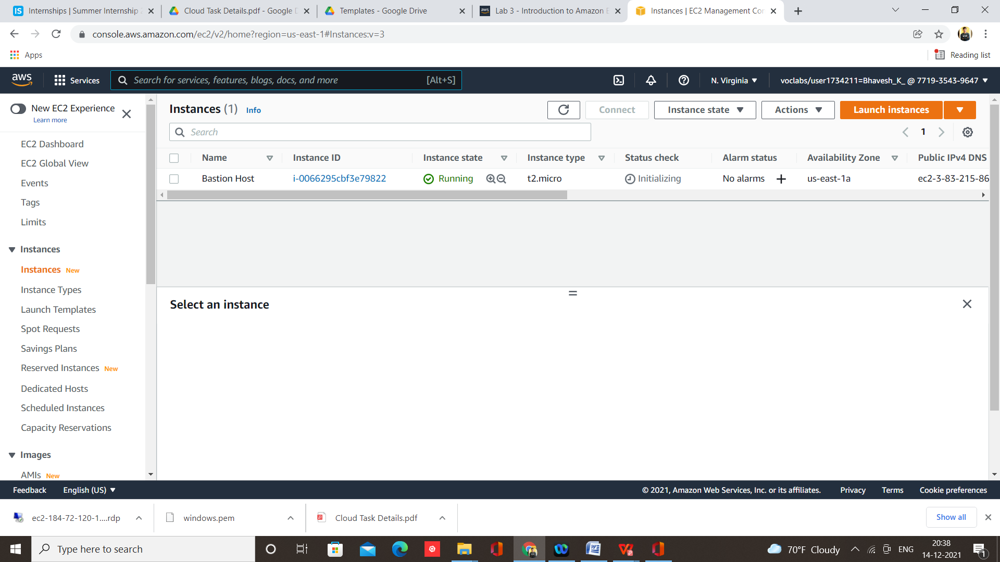 Internships | Summer Internship
Cloud Task Details.pdf - Google
Templates - Google Drive
aws
Lab 3 - Introduction to Amazon
Instances | EC2 Management Cor
console.aws.amazon.com/ec2/v2/home?region=us-east-1#Instances:v=3
Apps
Reading list
aws
Services
Search for services, features, blogs, docs, and more
[Alt+S]
N. Virginia
voclabs/user1734211=Bhavesh_K_ @ 7719-3543-9647
New EC2 Experience
Learn more
EC2 Dashboard
EC2 Global View
Events
Tags
Limits
Instances
Instances New
Instance Types
Launch Templates
Spot Requests
Savings Plans
Reserved Instances New
Dedicated Hosts
Scheduled Instances
Capacity Reservations
Images
AMIs New
Instances (1) Info
Connect
Instance state
Actions
Launch instances
Search
1
Name
Instance ID
Instance state
Instance type
Status check
Alarm status
Availability Zone
Public IPv4 DNS
Bastion Host
i-0066295cbf3e79822
Running
t2.micro
Initializing
No alarms
us-east-1a
ec2-3-83-215-86
Select an instance
Feedback
English (US)
© 2021, Amazon Web Services, Inc. or its affiliates.
Privacy
Terms
Cookie preferences
ec2-184-72-120-1....rdp
windows.pem
Cloud Task Details.pdf
Show all
Type here to search
70°F Cloudy
ENG
20:38
14-12-2021
1